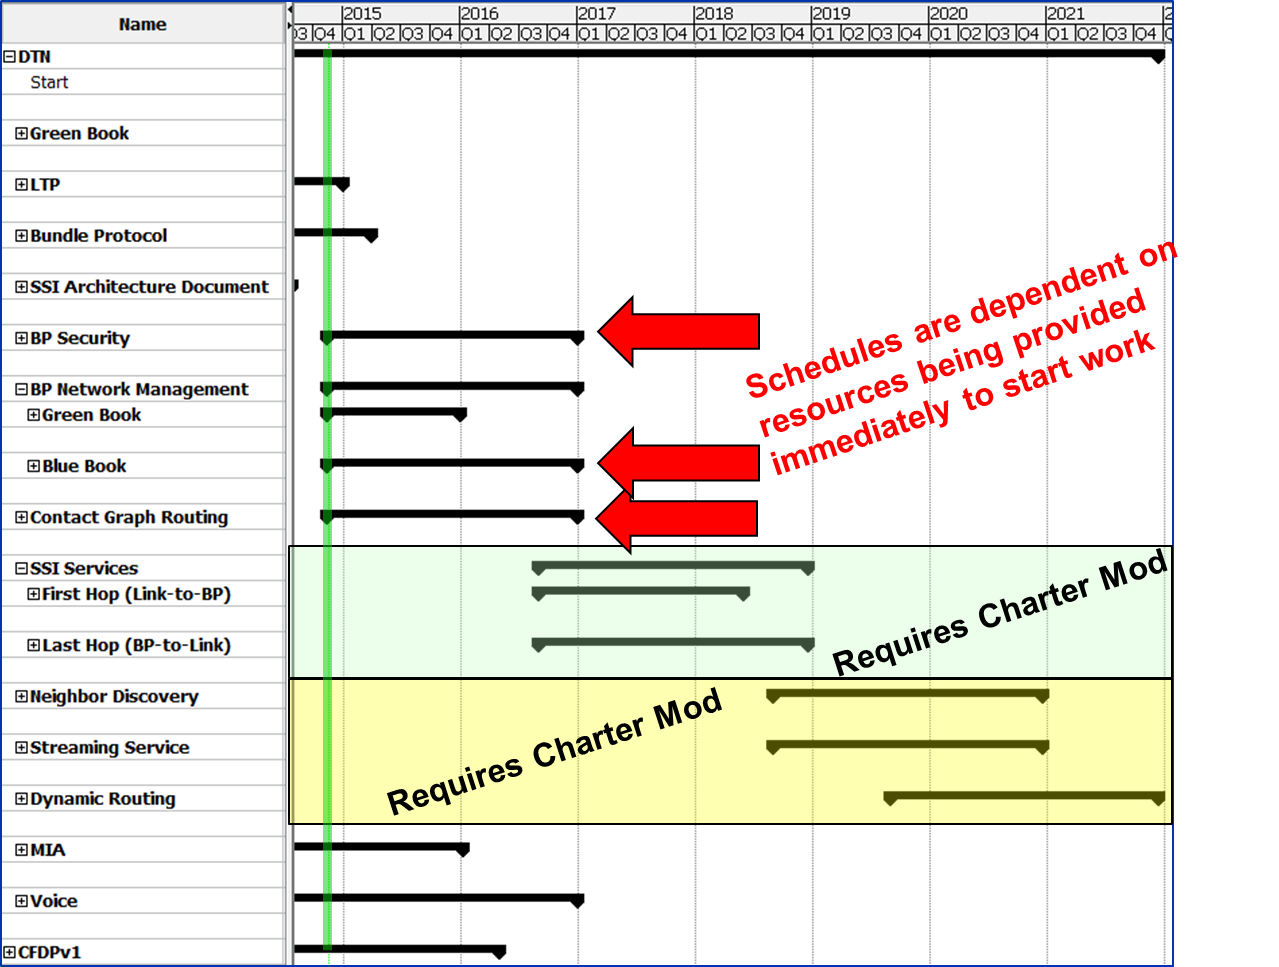 Name
2015 2016 2017 2018 2019 2020 2021 2
Q3 Q4 Q1 Q2 Q3 Q4 Q1 Q2 Q3 Q4 Q1 Q2 Q3 Q4 Q1 Q2 Q3 Q4 Q1 Q2 Q3 Q4 Q1 Q2 Q3 Q4 Q1 Q2 Q3 Q4 Q
DTN
Start
Green Book
LTP
Bundle Protocol
SSI Architecture Document
BP Security
BP Network Management
Green Book
Blue Book
Contact Graph Routing
SSI Services
First Hop (Link-to-BP)
Last Hop (BP-to-Link)
Neighbor Discovery
Streaming Service
Dynamic Routing
MIA
Voice
CFDPv1
Schedules are dependent on
resources being provided
immediately to start work
Requires Charter Mod
Requires Charter Mod